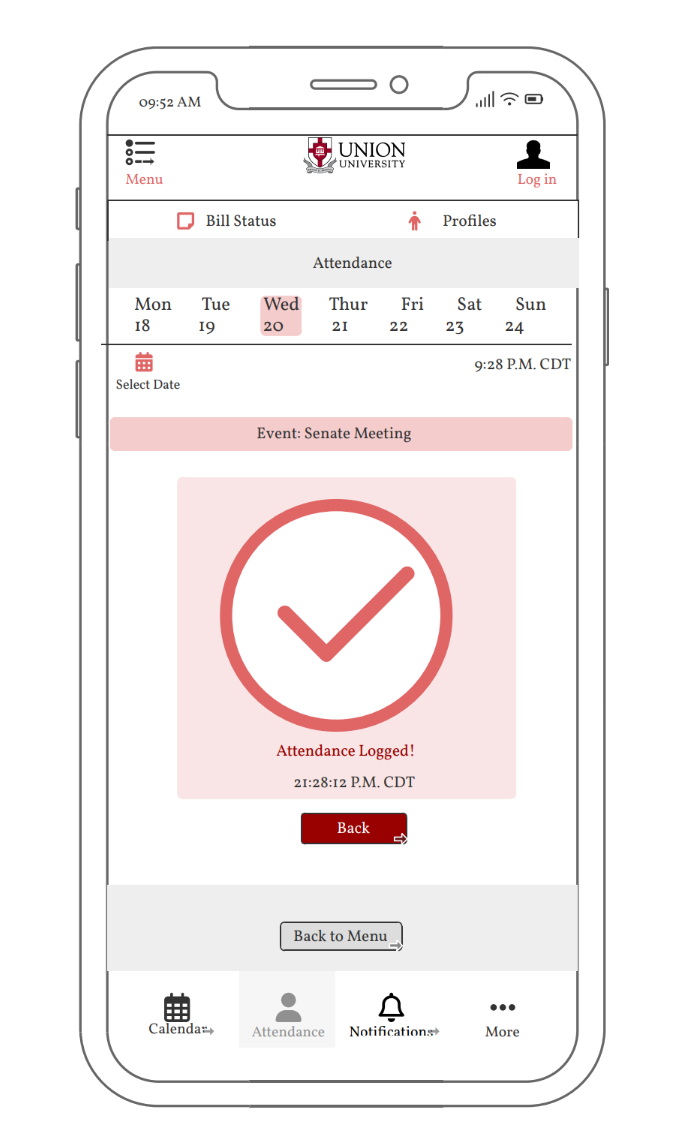 09:52 AM
UNION
UNIVERSITY
Menu
Log in
Bill Status
Profiles
Attendance
Mon Tue Wed Thur Fri Sat Sun
18 19 20 21 22 23 24
9:28 P.M. CDT
Select Date
Event: Senate Meeting
Attendance Logged!
21:28:12 P.M. CDT
Back
Back to Menu
Calendar Attendance Notifications More